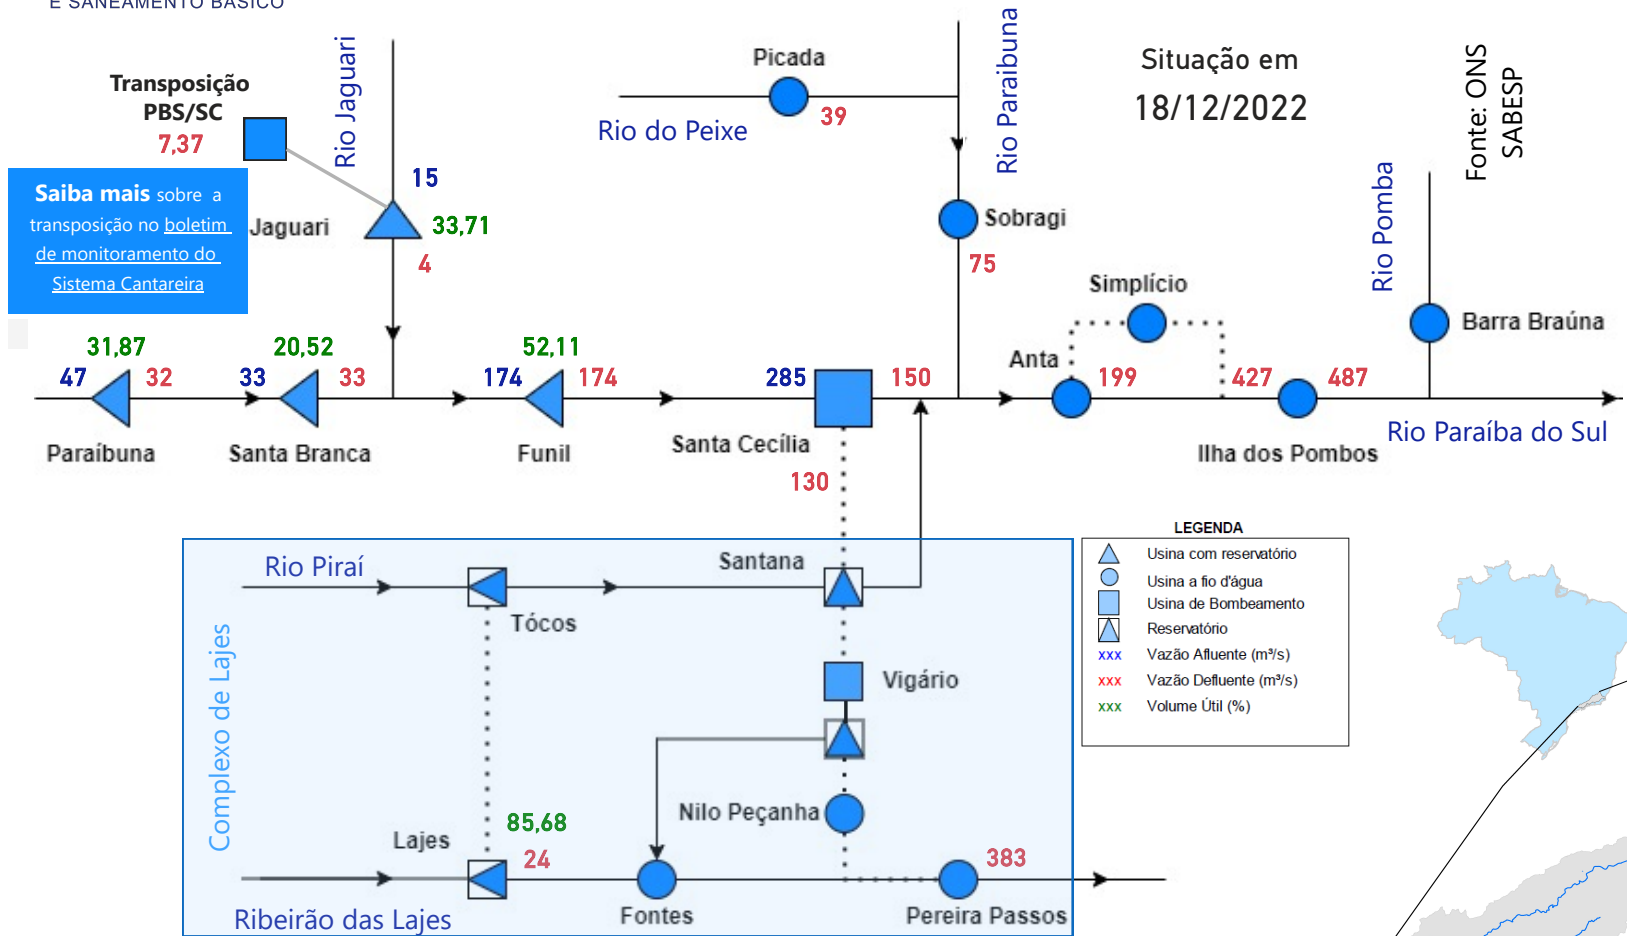 E SANEAMENTO BÁSICO
Transposição
PBS/SC
7,37
Saiba mais sobre a
transposição no boletim
de monitoramento do
Sistema Cantareira
Rio Jaguari
15
Jaguari
33,71
4
Picada
39
Rio do Peixe
Rio Paraibuna
Sobragi
75
Situação em
18/12/2022
Fonte: ONS
SABESP
Rio Pomba
Barra Braúna
Simplício
Anta
199
427
487
Ilha dos Pombos
Rio Paraíba do Sul
31,87
47
32
Paraíbuna
20,52
33
33
Santa Branca
52,11
174
174
Funil
285
150
Santa Cecília
130
Complexo de Lajes
Rio Piraí
Tócos
Santana
Vigário
Nilo Peçanha
Lajes
85,68
24
Ribeirão das Lajes
Fontes
383
Pereira Passos
LEGENDA
Usina com reservatório
Usina a fio d'água
Usina de Bombeamento
Reservatório
xxx Vazão Afluente (m³/s)
xxx Vazão Defluente (m³/s)
xxx Volume Útil (%)